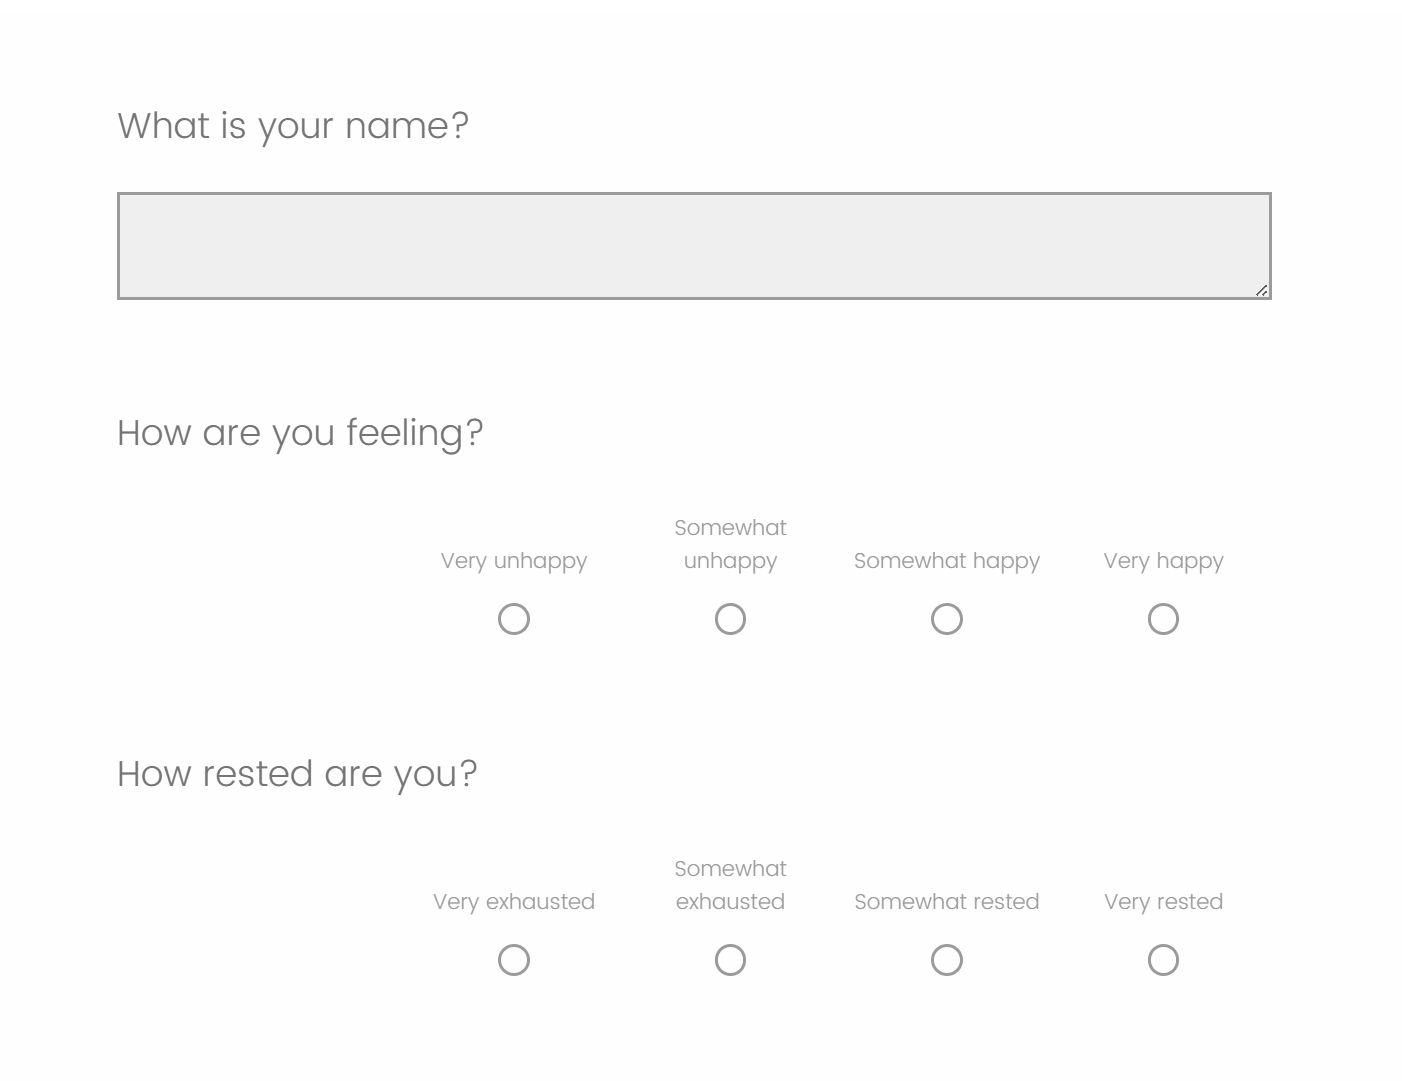 What is your name?
How are you feeling?
Very unhappy
Somewhat
unhappy
Somewhat happy
Very happy
How rested are you?
Very exhausted
Somewhat
exhausted
Somewhat rested
Very rested